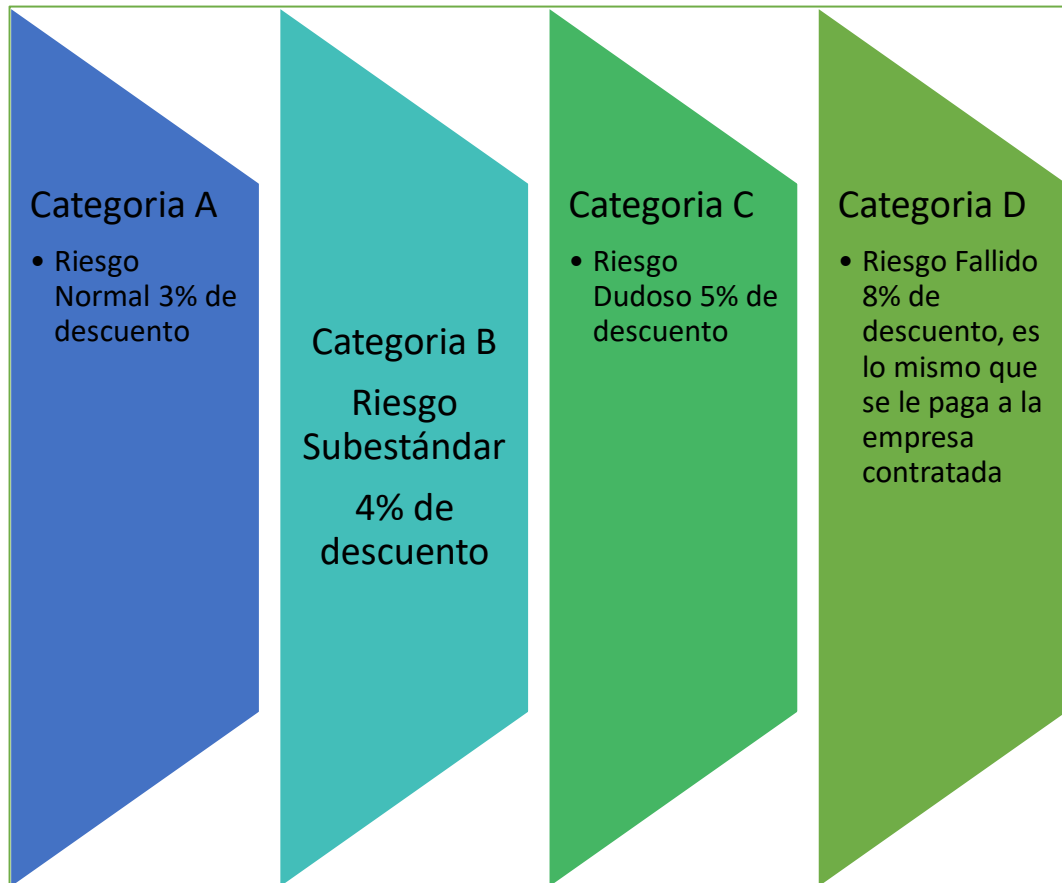 Categoria A
• Riesgo
Normal 3% de
descuento
Categoria B
Riesgo
Subestándar
4% de
descuento
Categoria C
• Riesgo
Dudoso 5% de
descuento
Categoria D
• Riesgo Fallido
8% de
descuento, es
lo mismo que
se le paga a la
empresa
contratada